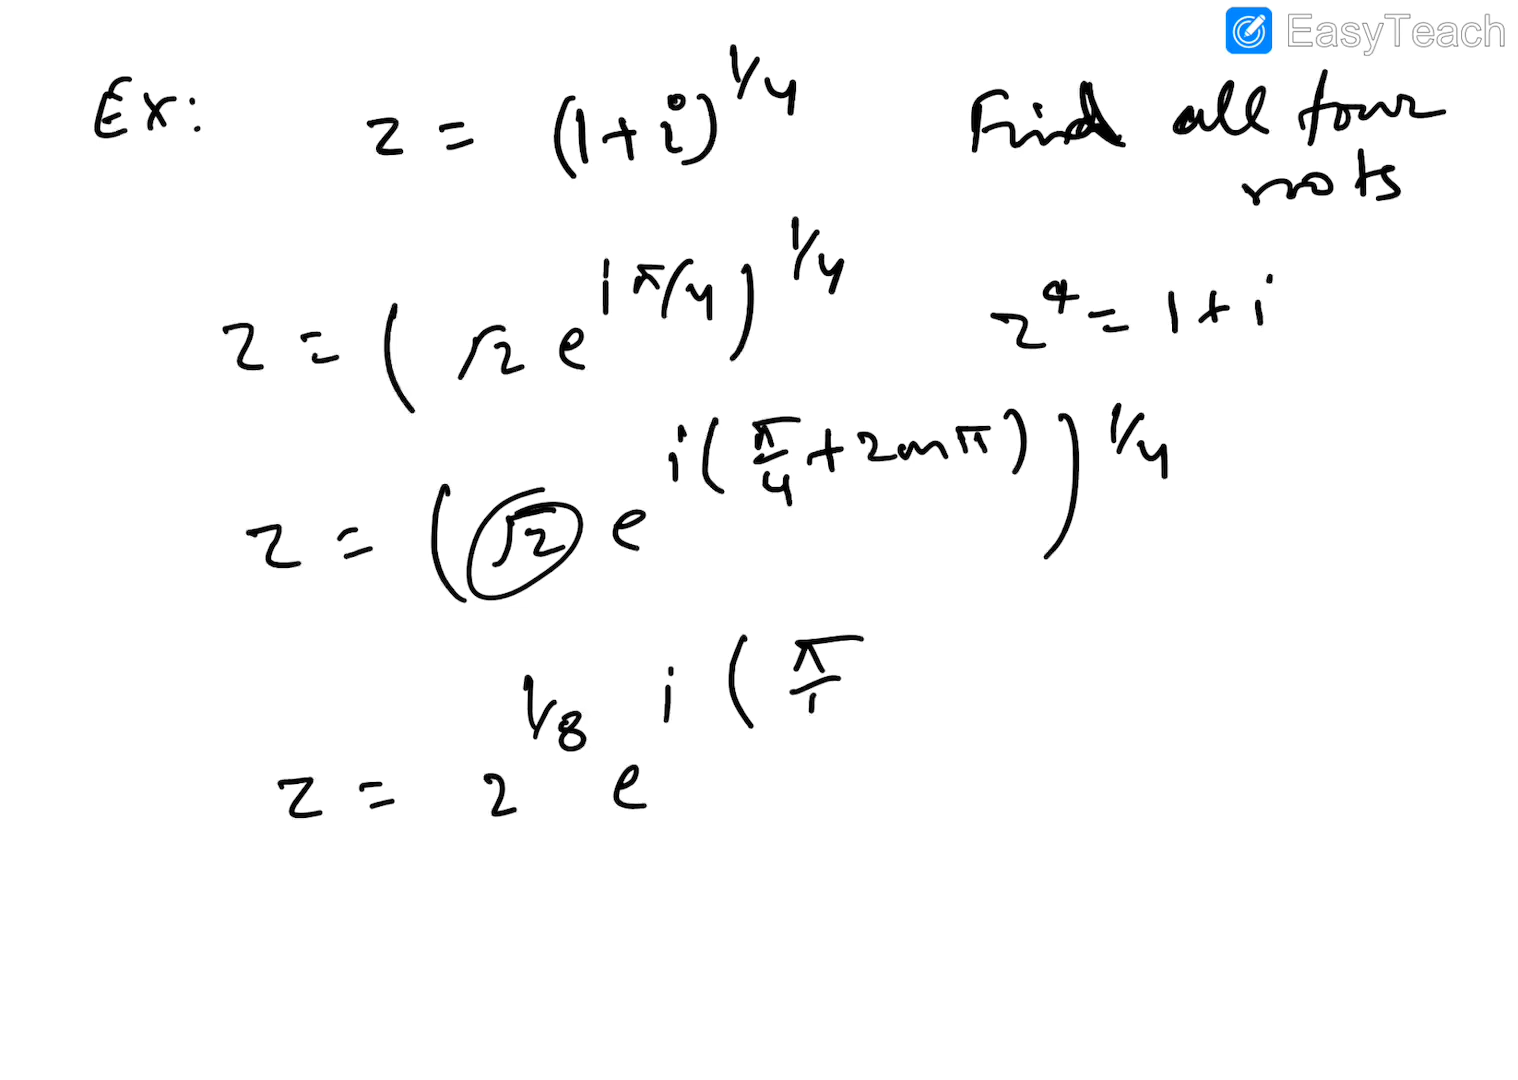 EasyTeach
Ex: z = (1+i)^1/4 Find all four
roots
z = (√2 e^iπ/4)^1/4 z^4 = 1+i
z = (√2 e^i(π/4+2mπ))^1/4
z = 2^1/8 e^i(π/1